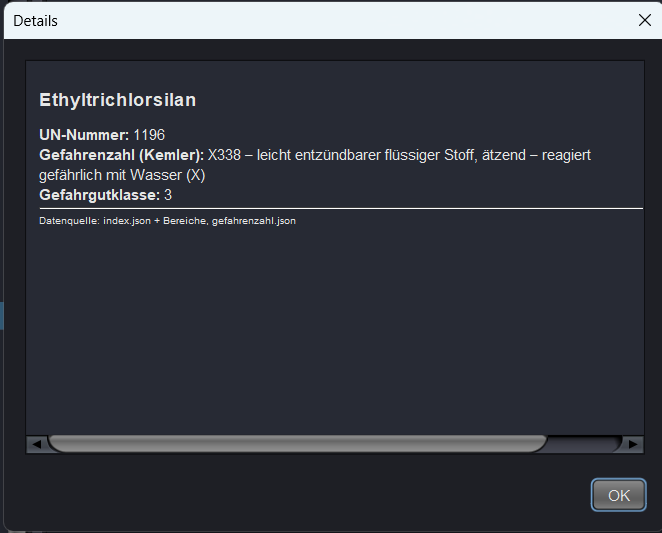 Details
Ethyltrichlorsilan
UN-Nummer: 1196
Gefahrenzahl (Kemler): X338 – leicht entzündbarer flüssiger Stoff, ätzend – reagiert
gefährlich mit Wasser (X)
Gefahrgutklasse: 3
Datenquelle: index.json + Bereiche, gefahrenzahl.json
OK